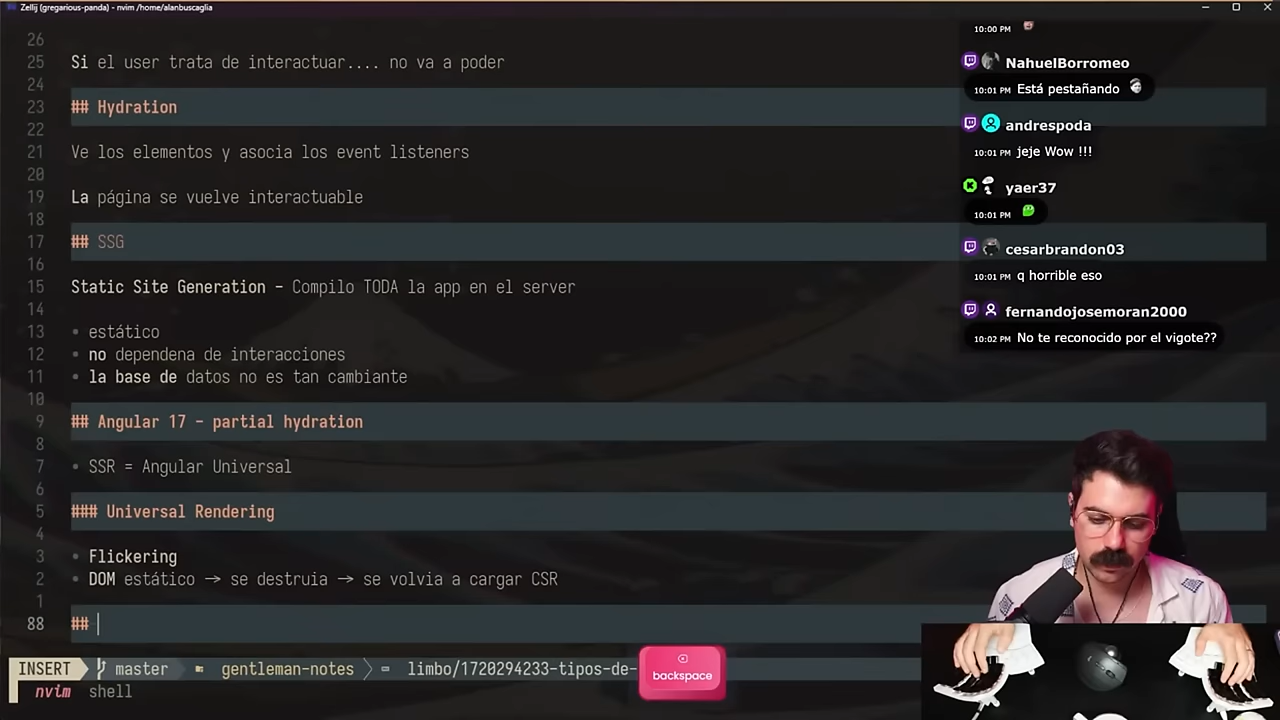 Zellij (gregarious-panda) - nvim /home/alanbuscaglia
26
25 Si el user trata de interactuar.... no va a poder
24
23 ## Hydration
22
21 Ve los elementos y asocia los event listeners
20
19 La página se vuelve interactuable
18
17 ## SSG
16
15 Static Site Generation - Compilo TODA la app en el server
14
13 • estático
12 • no dependena de interacciones
11 • la base de datos no es tan cambiante
10
9 ## Angular 17 - partial hydration
8
7 • SSR = Angular Universal
6
5 ### Universal Rendering
4
3 • Flickering
2 • DOM estático → se destruia → se volvia a cargar CSR
1
88 ##
INSERT master gentleman-notes limbo/1720294233-tipos-de-
nvim shell
backspace
10:00 PM
NahuelBorromeo
10:01 PM Está pestañando
andrespoda
10:01 PM jeje Wow !!!
yaer37
10:01 PM
cesarbrandon03
10:01 PM q horrible eso
fernandojosemoran2000
10:02 PM No te reconocido por el vigote??